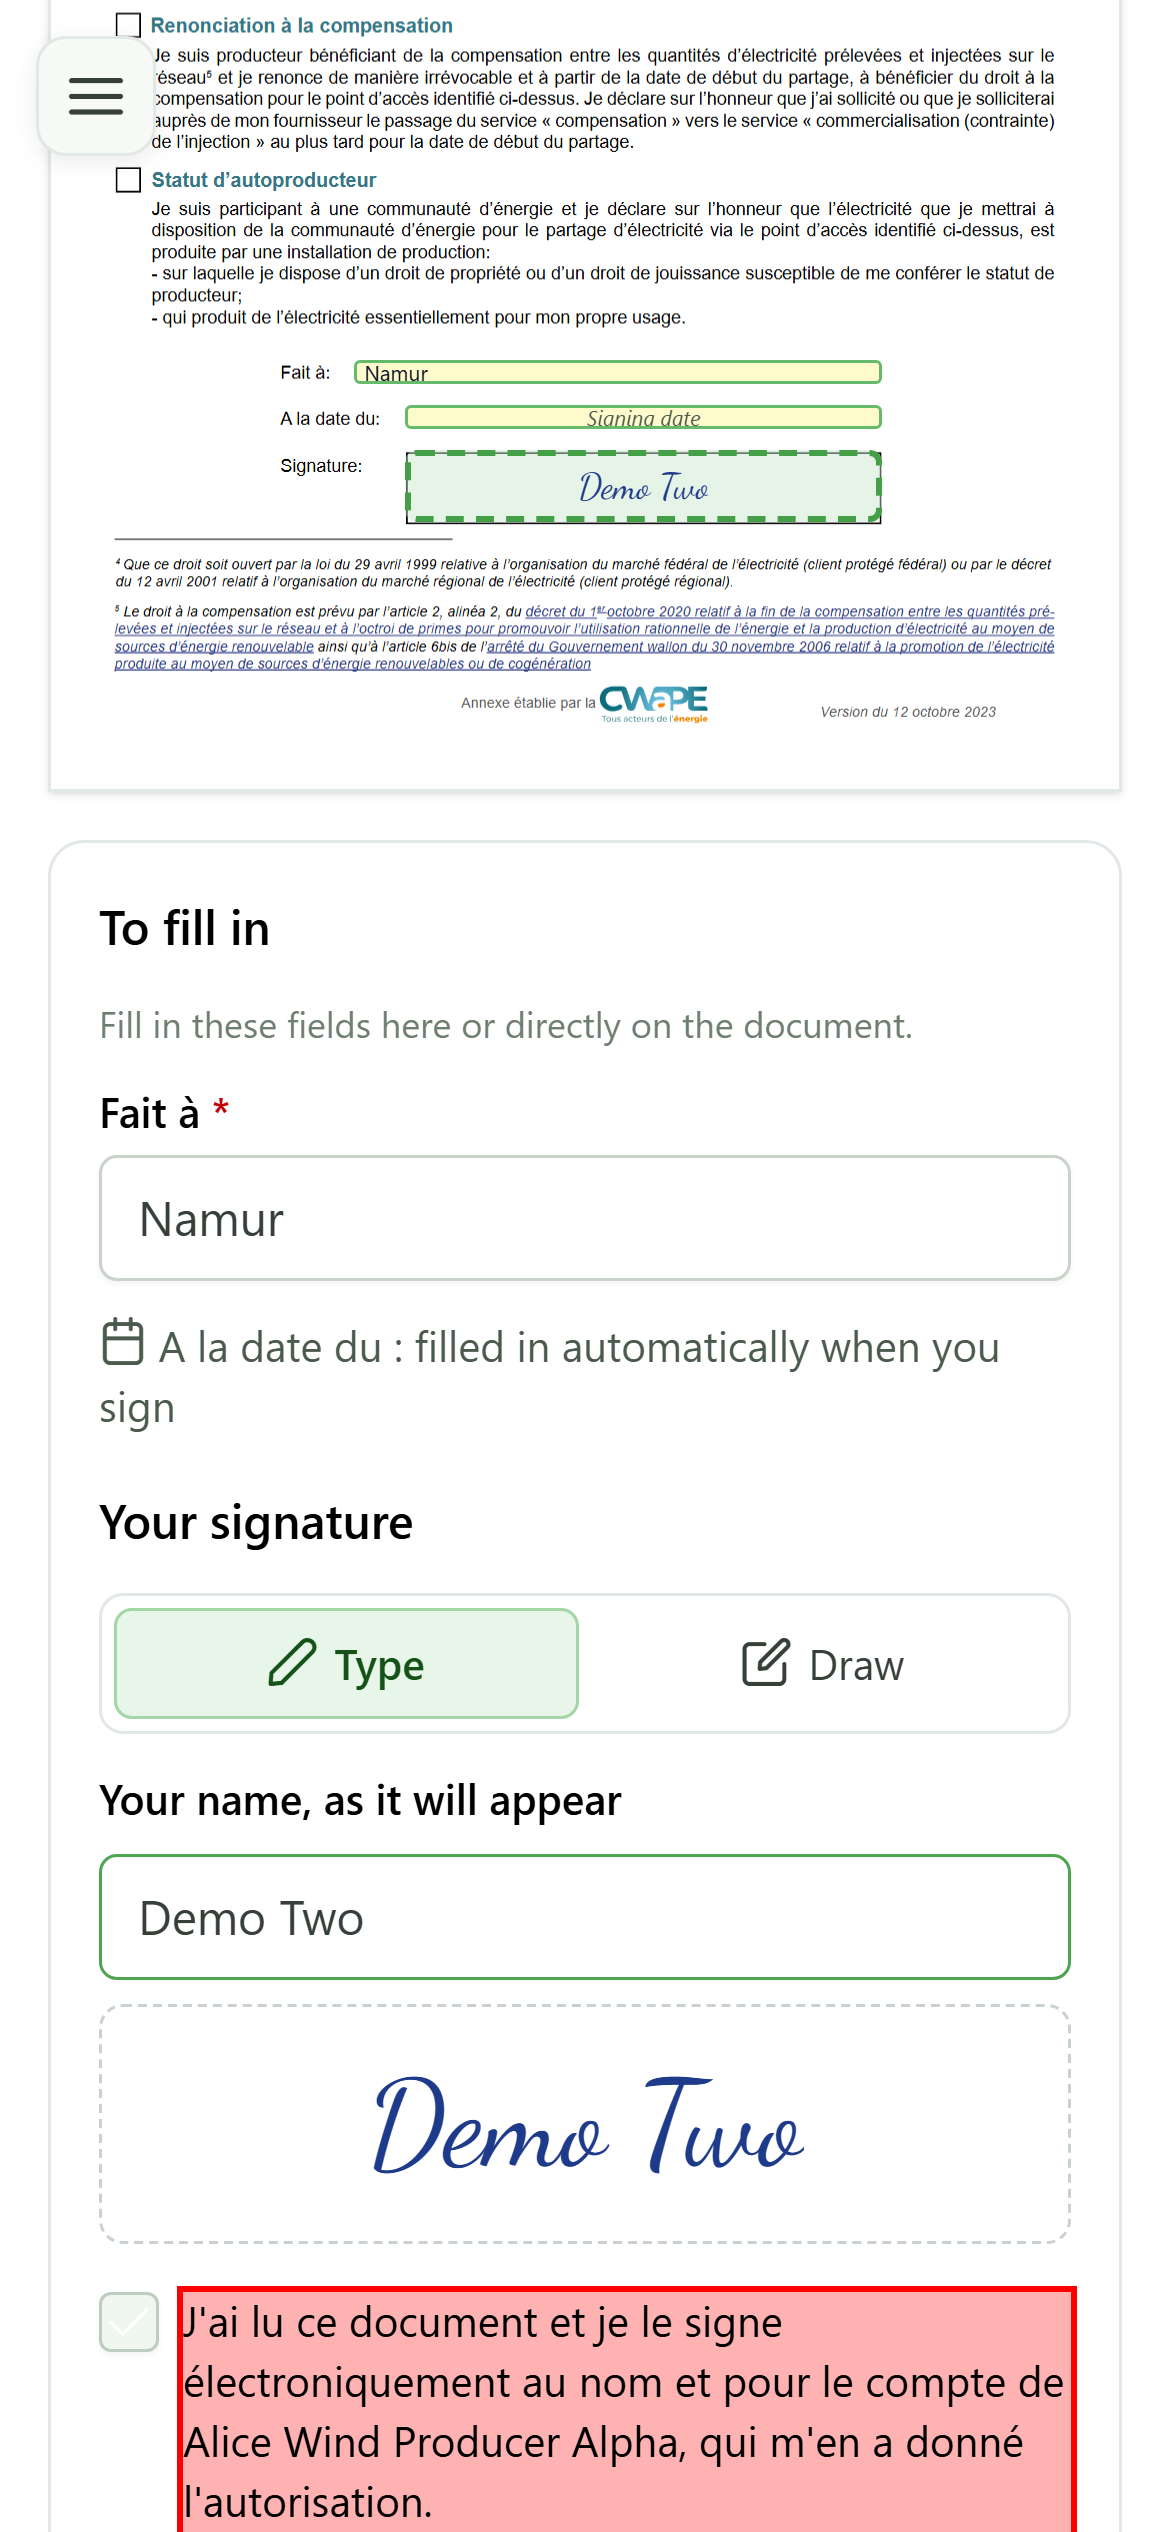 Renonciation à la compensation
Je suis producteur bénéficiant de la compensation entre les quantités d'électricité prélevées et injectées sur le
réseau⁵ et je renonce de manière irrévocable et à partir de la date de début du partage, à bénéficier du droit à la
compensation pour le point d'accès identifié ci-dessus. Je déclare sur l'honneur que j'ai sollicité ou que je solliciterai
auprès de mon fournisseur le passage du service « compensation » vers le service « commercialisation (contrainte)
de l'injection » au plus tard pour la date de début du partage.
Statut d'autoproducteur
Je suis participant à une communauté d'énergie et je déclare sur l'honneur que l'électricité que je mettrai à
disposition de la communauté d'énergie pour le partage d'électricité via le point d'accès identifié ci-dessus, est
produite par une installation de production:
- sur laquelle je dispose d'un droit de propriété ou d'un droit de jouissance susceptible de me conférer le statut de
producteur;
- qui produit de l'électricité essentiellement pour mon propre usage.
Fait à: Namur
A la date du: Signing date
Signature: Demo Two
⁴ Que ce droit soit ouvert par la loi du 29 avril 1999 relative à l'organisation du marché fédéral de l'électricité (client protégé fédéral) ou par le décret
du 12 avril 2001 relatif à l'organisation du marché régional de l'électricité (client protégé régional).
⁵ Le droit à la compensation est prévu par l'article 2, alinéa 2, du décret du 1er octobre 2020 relatif à la fin de la compensation entre les quantités pré-
levées et injectées sur le réseau et à l'octroi de primes pour promouvoir l'utilisation rationnelle de l'énergie et la production d'électricité au moyen de
sources d'énergie renouvelable ainsi qu'à l'article 6bis de l'arrêté du Gouvernement wallon du 30 novembre 2006 relatif à la promotion de l'électricité
produite au moyen de sources d'énergie renouvelables ou de cogénération
Annexe établie par la CWAPE
Tous acteurs de l'énergie
Version du 12 octobre 2023
To fill in
Fill in these fields here or directly on the document.
Fait à *
Namur
A la date du : filled in automatically when you
sign
Your signature
Type Draw
Your name, as it will appear
Demo Two
Demo Two
J'ai lu ce document et je le signe
électroniquement au nom et pour le compte de
Alice Wind Producer Alpha, qui m'en a donné
l'autorisation.